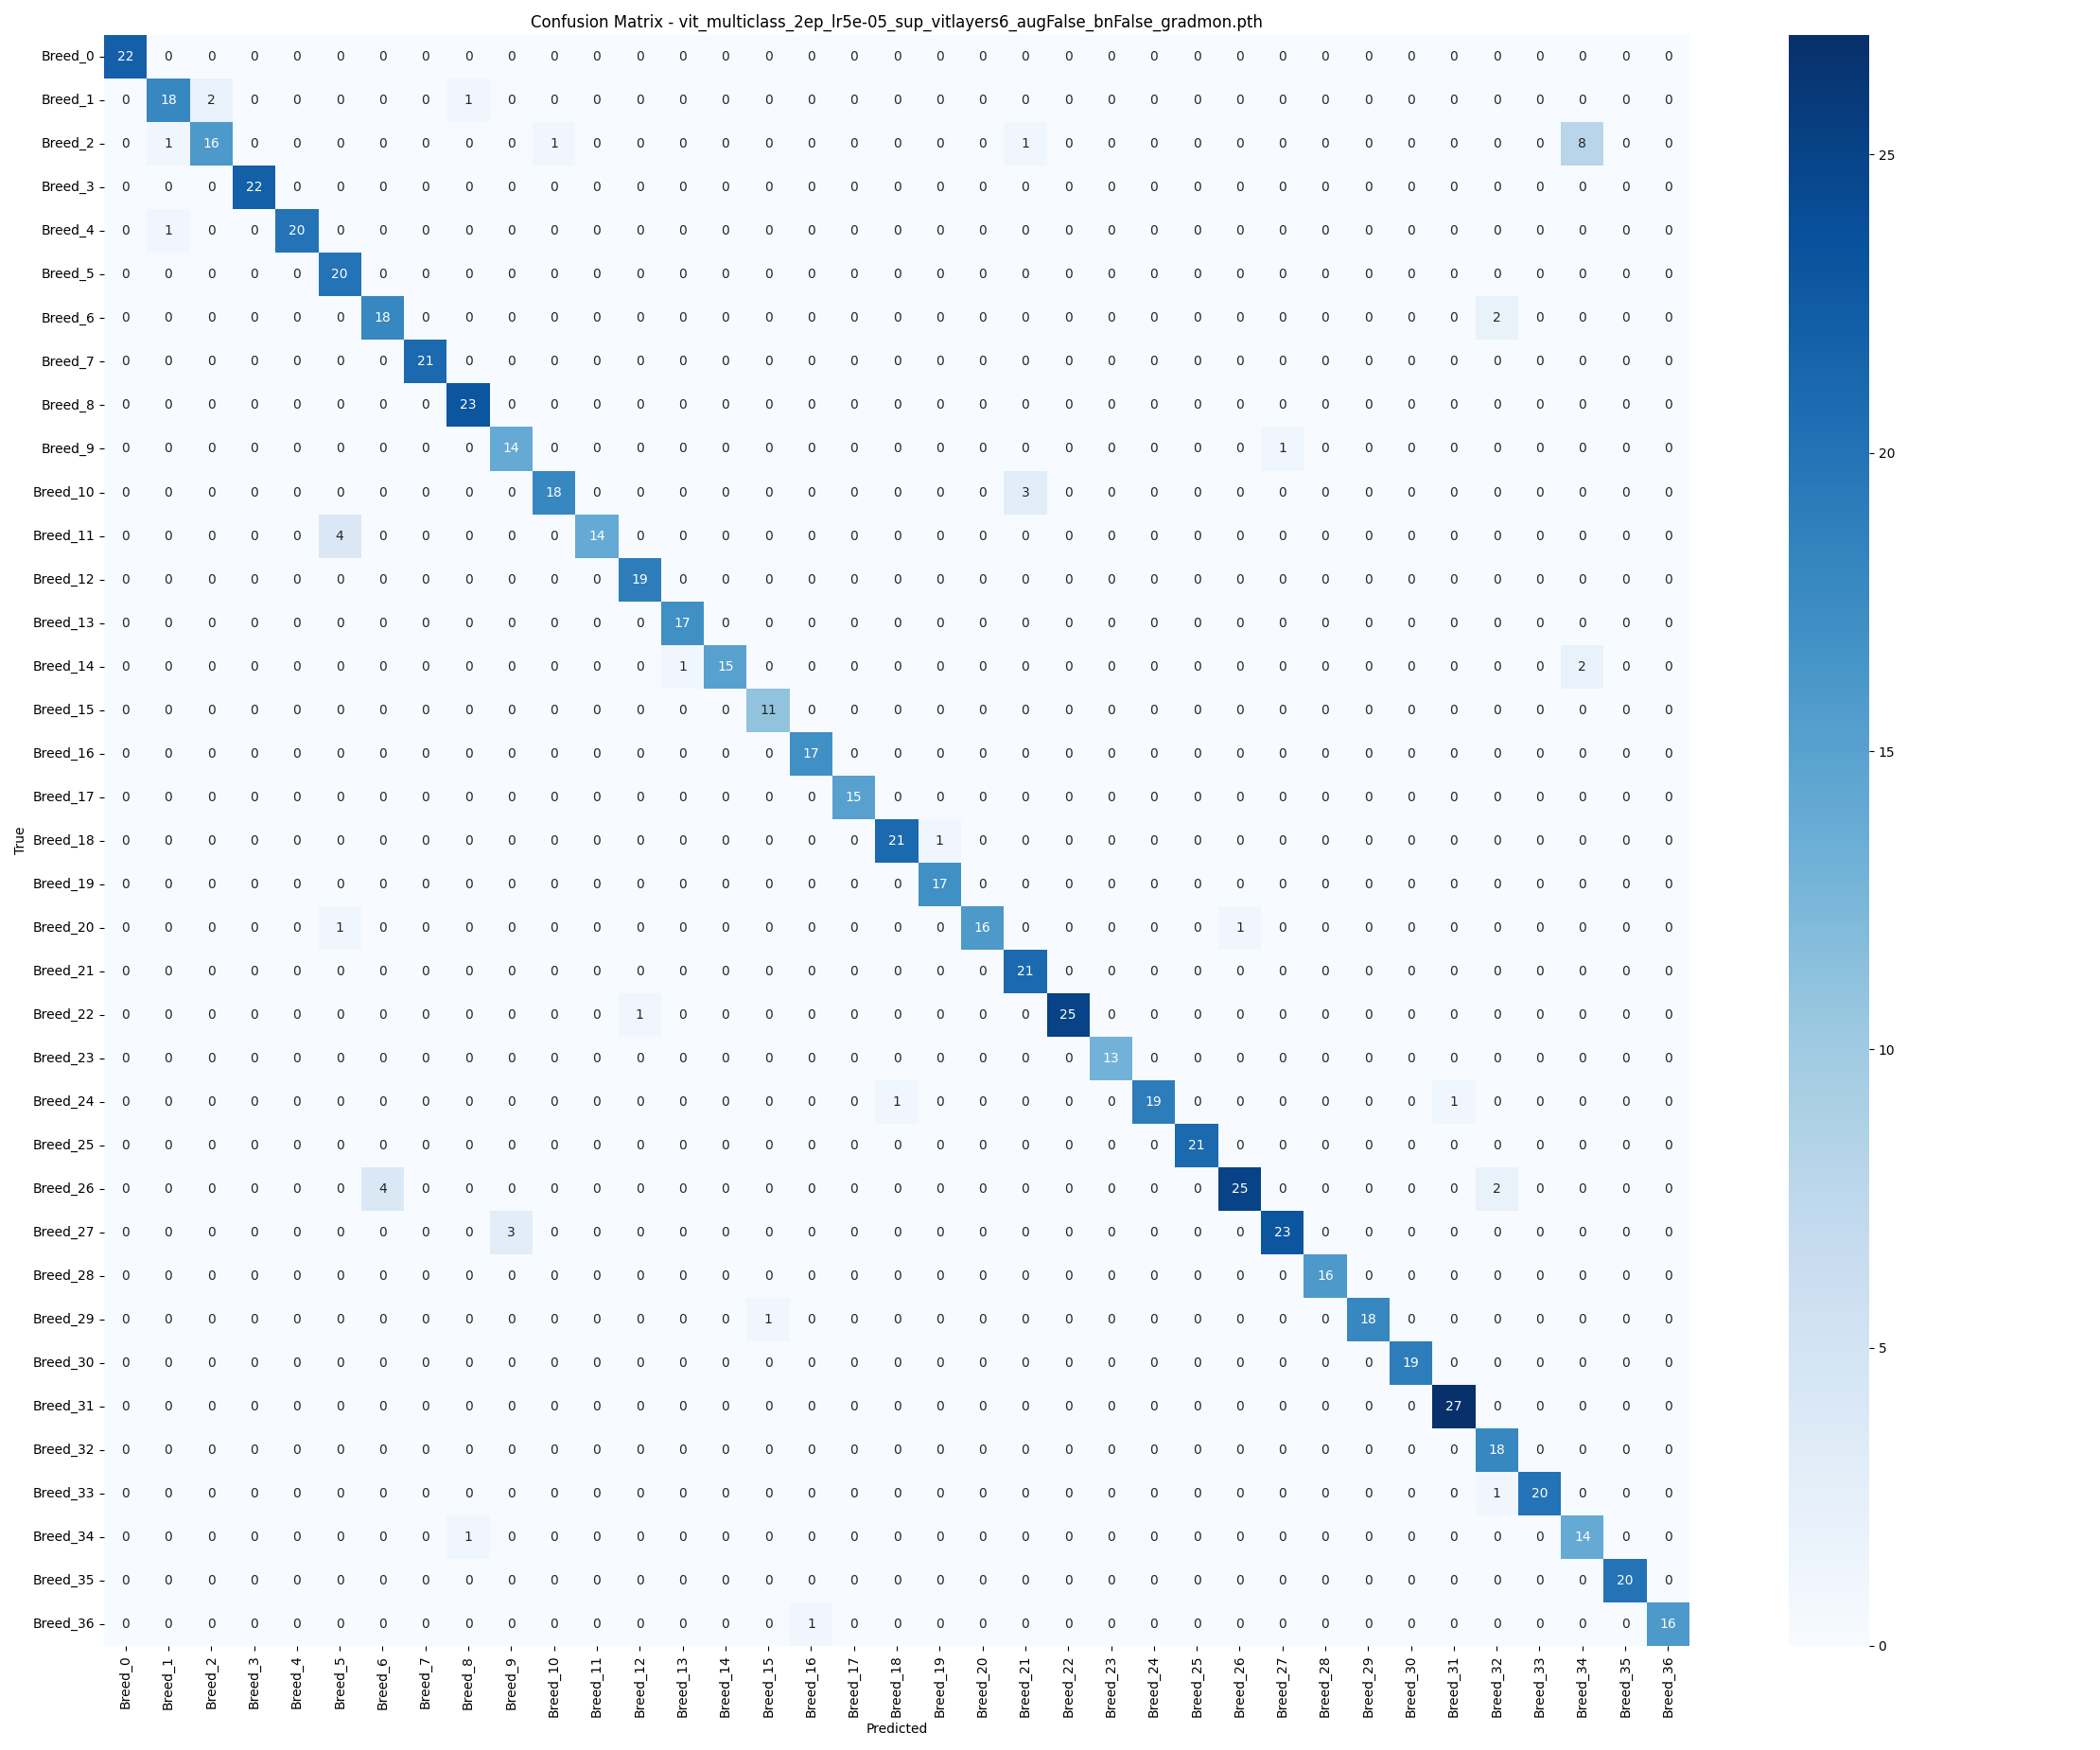 Confusion Matrix - vit_multiclass_2ep_lr5e-05_sup_vitlayers6_augFalse_bnFalse_gradmon.pth
Breed_0 22 0 0 0 0 0 0 0 0 0 0 0 0 0 0 0 0 0 0 0 0 0 0 0 0 0 0 0 0 0 0 0 0 0 0 0 0
Breed_1 0 18 2 0 0 0 0 0 1 0 0 0 0 0 0 0 0 0 0 0 0 0 0 0 0 0 0 0 0 0 0 0 0 0 0 0 0
Breed_2 0 1 16 0 0 0 0 0 0 0 1 0 0 0 0 0 0 0 0 0 0 1 0 0 0 0 0 0 0 0 0 0 0 0 8 0 0
Breed_3 0 0 0 22 0 0 0 0 0 0 0 0 0 0 0 0 0 0 0 0 0 0 0 0 0 0 0 0 0 0 0 0 0 0 0 0 0
Breed_4 0 1 0 0 20 0 0 0 0 0 0 0 0 0 0 0 0 0 0 0 0 0 0 0 0 0 0 0 0 0 0 0 0 0 0 0 0
Breed_5 0 0 0 0 0 20 0 0 0 0 0 0 0 0 0 0 0 0 0 0 0 0 0 0 0 0 0 0 0 0 0 0 0 0 0 0 0
Breed_6 0 0 0 0 0 0 18 0 0 0 0 0 0 0 0 0 0 0 0 0 0 0 0 0 0 0 0 0 0 0 0 0 2 0 0 0 0
Breed_7 0 0 0 0 0 0 0 21 0 0 0 0 0 0 0 0 0 0 0 0 0 0 0 0 0 0 0 0 0 0 0 0 0 0 0 0 0
Breed_8 0 0 0 0 0 0 0 0 23 0 0 0 0 0 0 0 0 0 0 0 0 0 0 0 0 0 0 0 0 0 0 0 0 0 0 0 0
Breed_9 0 0 0 0 0 0 0 0 0 14 0 0 0 0 0 0 0 0 0 0 0 0 0 0 0 0 0 1 0 0 0 0 0 0 0 0 0
Breed_10 0 0 0 0 0 0 0 0 0 0 18 0 0 0 0 0 0 0 0 0 0 3 0 0 0 0 0 0 0 0 0 0 0 0 0 0 0
Breed_11 0 0 0 0 0 4 0 0 0 0 0 14 0 0 0 0 0 0 0 0 0 0 0 0 0 0 0 0 0 0 0 0 0 0 0 0 0
Breed_12 0 0 0 0 0 0 0 0 0 0 0 0 19 0 0 0 0 0 0 0 0 0 0 0 0 0 0 0 0 0 0 0 0 0 0 0 0
Breed_13 0 0 0 0 0 0 0 0 0 0 0 0 0 17 0 0 0 0 0 0 0 0 0 0 0 0 0 0 0 0 0 0 0 0 0 0 0
Breed_14 0 0 0 0 0 0 0 0 0 0 0 0 0 1 15 0 0 0 0 0 0 0 0 0 0 0 0 0 0 0 0 0 0 0 2 0 0
Breed_15 0 0 0 0 0 0 0 0 0 0 0 0 0 0 0 11 0 0 0 0 0 0 0 0 0 0 0 0 0 0 0 0 0 0 0 0 0
Breed_16 0 0 0 0 0 0 0 0 0 0 0 0 0 0 0 0 17 0 0 0 0 0 0 0 0 0 0 0 0 0 0 0 0 0 0 0 0
Breed_17 0 0 0 0 0 0 0 0 0 0 0 0 0 0 0 0 0 15 0 0 0 0 0 0 0 0 0 0 0 0 0 0 0 0 0 0 0
Breed_18 0 0 0 0 0 0 0 0 0 0 0 0 0 0 0 0 0 0 21 1 0 0 0 0 0 0 0 0 0 0 0 0 0 0 0 0 0
Breed_19 0 0 0 0 0 0 0 0 0 0 0 0 0 0 0 0 0 0 0 17 0 0 0 0 0 0 0 0 0 0 0 0 0 0 0 0 0
Breed_20 0 0 0 0 0 1 0 0 0 0 0 0 0 0 0 0 0 0 0 0 16 0 0 0 0 0 1 0 0 0 0 0 0 0 0 0 0
Breed_21 0 0 0 0 0 0 0 0 0 0 0 0 0 0 0 0 0 0 0 0 0 21 0 0 0 0 0 0 0 0 0 0 0 0 0 0 0
Breed_22 0 0 0 0 0 0 0 0 0 0 0 0 1 0 0 0 0 0 0 0 0 0 25 0 0 0 0 0 0 0 0 0 0 0 0 0 0
Breed_23 0 0 0 0 0 0 0 0 0 0 0 0 0 0 0 0 0 0 0 0 0 0 0 13 0 0 0 0 0 0 0 0 0 0 0 0 0
Breed_24 0 0 0 0 0 0 0 0 0 0 0 0 0 0 0 0 0 0 1 0 0 0 0 0 19 0 0 0 0 0 0 1 0 0 0 0 0
Breed_25 0 0 0 0 0 0 0 0 0 0 0 0 0 0 0 0 0 0 0 0 0 0 0 0 0 21 0 0 0 0 0 0 0 0 0 0 0
Breed_26 0 0 0 0 0 0 4 0 0 0 0 0 0 0 0 0 0 0 0 0 0 0 0 0 0 0 25 0 0 0 0 0 2 0 0 0 0
Breed_27 0 0 0 0 0 0 0 0 0 3 0 0 0 0 0 0 0 0 0 0 0 0 0 0 0 0 0 23 0 0 0 0 0 0 0 0 0
Breed_28 0 0 0 0 0 0 0 0 0 0 0 0 0 0 0 0 0 0 0 0 0 0 0 0 0 0 0 0 16 0 0 0 0 0 0 0 0
Breed_29 0 0 0 0 0 0 0 0 0 0 0 0 0 0 0 1 0 0 0 0 0 0 0 0 0 0 0 0 0 18 0 0 0 0 0 0 0
Breed_30 0 0 0 0 0 0 0 0 0 0 0 0 0 0 0 0 0 0 0 0 0 0 0 0 0 0 0 0 0 0 19 0 0 0 0 0 0
Breed_31 0 0 0 0 0 0 0 0 0 0 0 0 0 0 0 0 0 0 0 0 0 0 0 0 0 0 0 0 0 0 0 27 0 0 0 0 0
Breed_32 0 0 0 0 0 0 0 0 0 0 0 0 0 0 0 0 0 0 0 0 0 0 0 0 0 0 0 0 0 0 0 0 18 0 0 0 0
Breed_33 0 0 0 0 0 0 0 0 0 0 0 0 0 0 0 0 0 0 0 0 0 0 0 0 0 0 0 0 0 0 0 0 1 20 0 0 0
Breed_34 0 0 0 0 0 0 0 0 1 0 0 0 0 0 0 0 0 0 0 0 0 0 0 0 0 0 0 0 0 0 0 0 0 0 14 0 0
Breed_35 0 0 0 0 0 0 0 0 0 0 0 0 0 0 0 0 0 0 0 0 0 0 0 0 0 0 0 0 0 0 0 0 0 0 0 20 0
Breed_36 0 0 0 0 0 0 0 0 0 0 0 0 0 0 0 0 1 0 0 0 0 0 0 0 0 0 0 0 0 0 0 0 0 0 0 0 16
Breed_0 Breed_1 Breed_2 Breed_3 Breed_4 Breed_5 Breed_6 Breed_7 Breed_8 Breed_9 Breed_10 Breed_11 Breed_12 Breed_13 Breed_14 Breed_15 Breed_16 Breed_17 Breed_18 Breed_19 Breed_20 Breed_21 Breed_22 Breed_23 Breed_24 Breed_25 Breed_26 Breed_27 Breed_28 Breed_29 Breed_30 Breed_31 Breed_32 Breed_33 Breed_34 Breed_35 Breed_36
Predicted
True
25
20
15
10
5
0